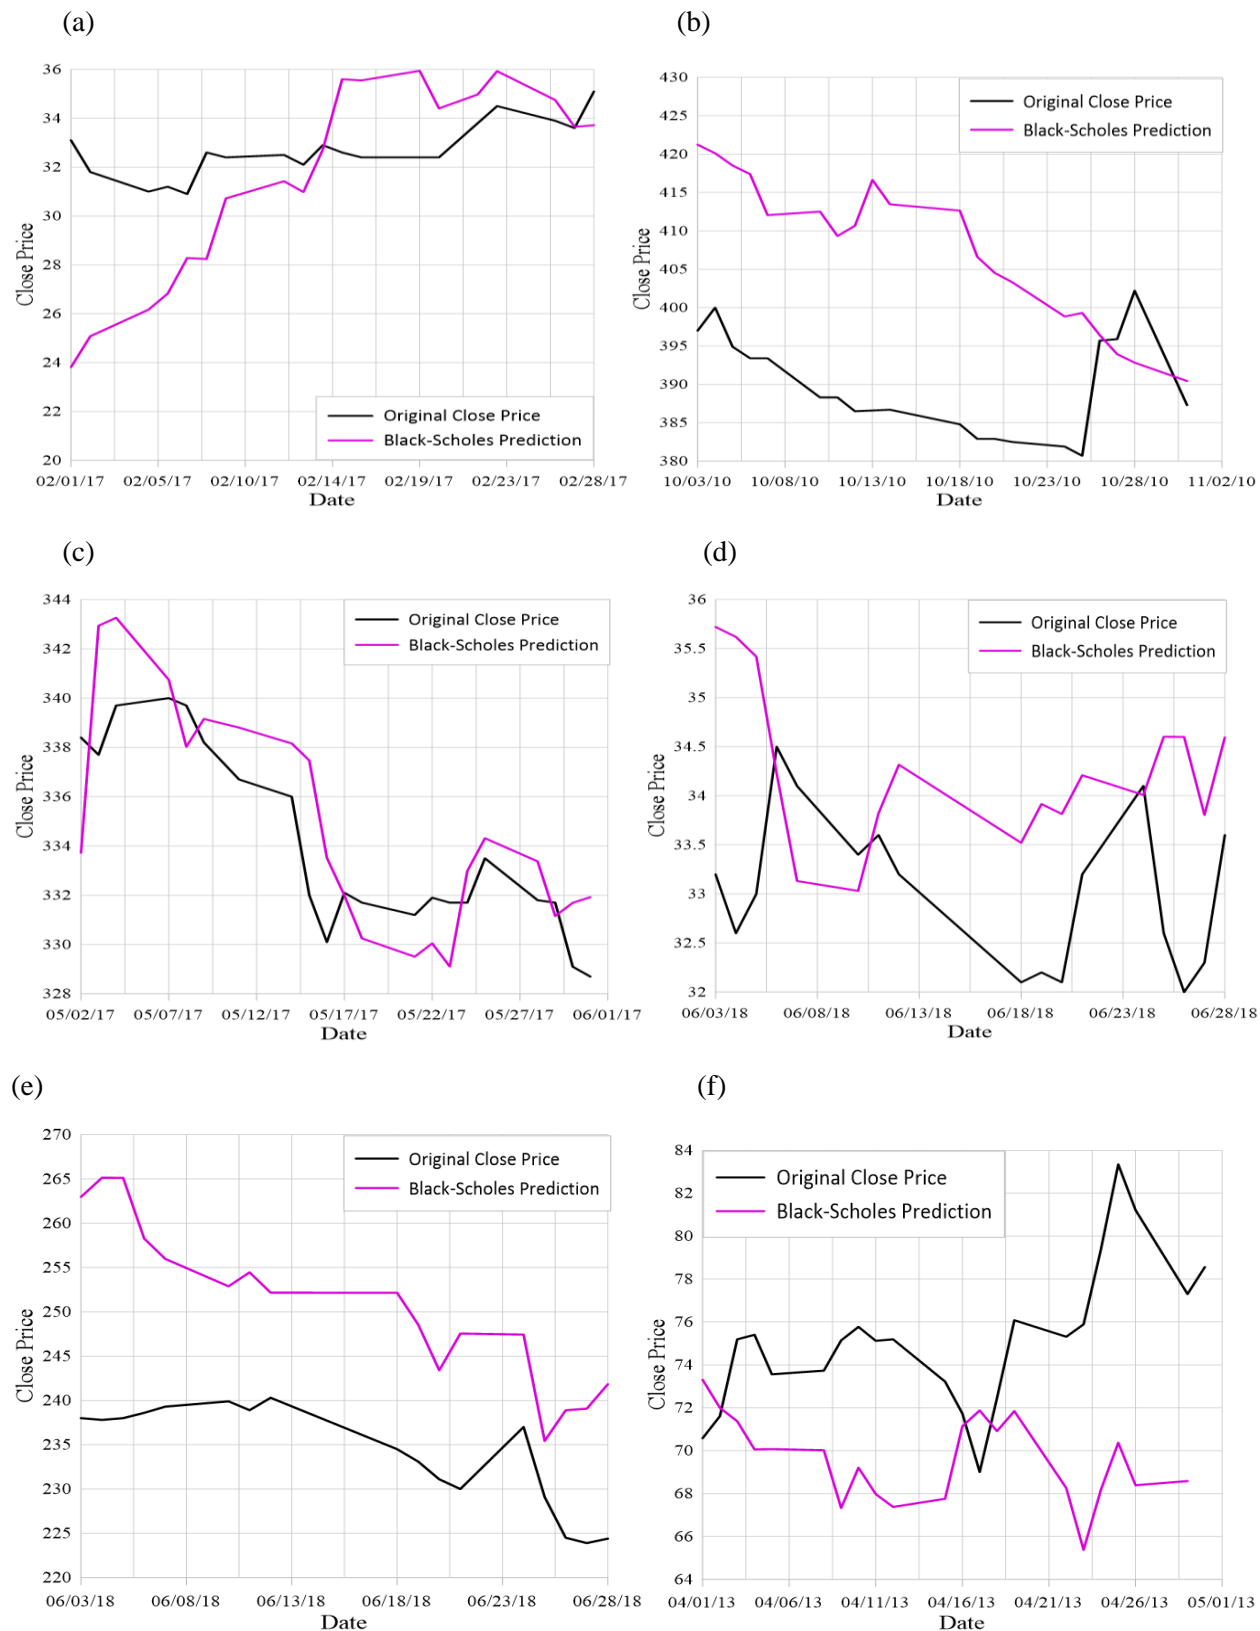 (a)
36
34
32
30
28
26
24
22
20
Close Price
Original Close Price
Black-Scholes Prediction
02/01/17 02/05/17 02/10/17 02/14/17 02/19/17 02/23/17 02/28/17
Date
(b)
430
425
420
415
410
405
400
395
390
385
380
Close Price
Original Close Price
Black-Scholes Prediction
10/03/10 10/08/10 10/13/10 10/18/10 10/23/10 10/28/10 11/02/10
Date
(c)
344
342
340
338
336
334
332
330
328
Close Price
Original Close Price
Black-Scholes Prediction
05/02/17 05/07/17 05/12/17 05/17/17 05/22/17 05/27/17 06/01/17
Date
(d)
36
35.5
35
34.5
34
33.5
33
32.5
32
Close Price
Original Close Price
Black-Scholes Prediction
06/03/18 06/08/18 06/13/18 06/18/18 06/23/18 06/28/18
Date
(e)
270
265
260
255
250
245
240
235
230
225
220
Close Price
Original Close Price
Black-Scholes Prediction
06/03/18 06/08/18 06/13/18 06/18/18 06/23/18 06/28/18
Date
(f)
84
82
80
78
76
74
72
70
68
66
64
Close Price
Original Close Price
Black-Scholes Prediction
04/01/13 04/06/13 04/11/13 04/16/13 04/21/13 04/26/13 05/01/13
Date